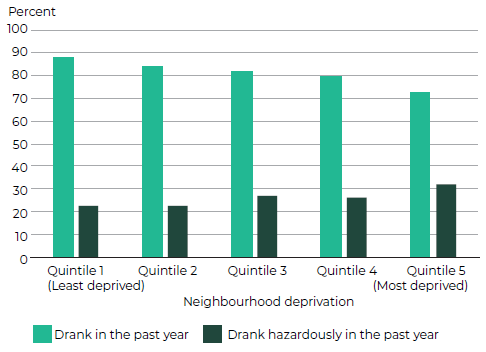 Percent
100
90
80
70
60
50
40
30
20
10
0
Quintile 1 Quintile 2 Quintile 3 Quintile 4 Quintile 5
(Least deprived) (Most deprived)
Neighbourhood deprivation
Drank in the past year Drank hazardously in the past year